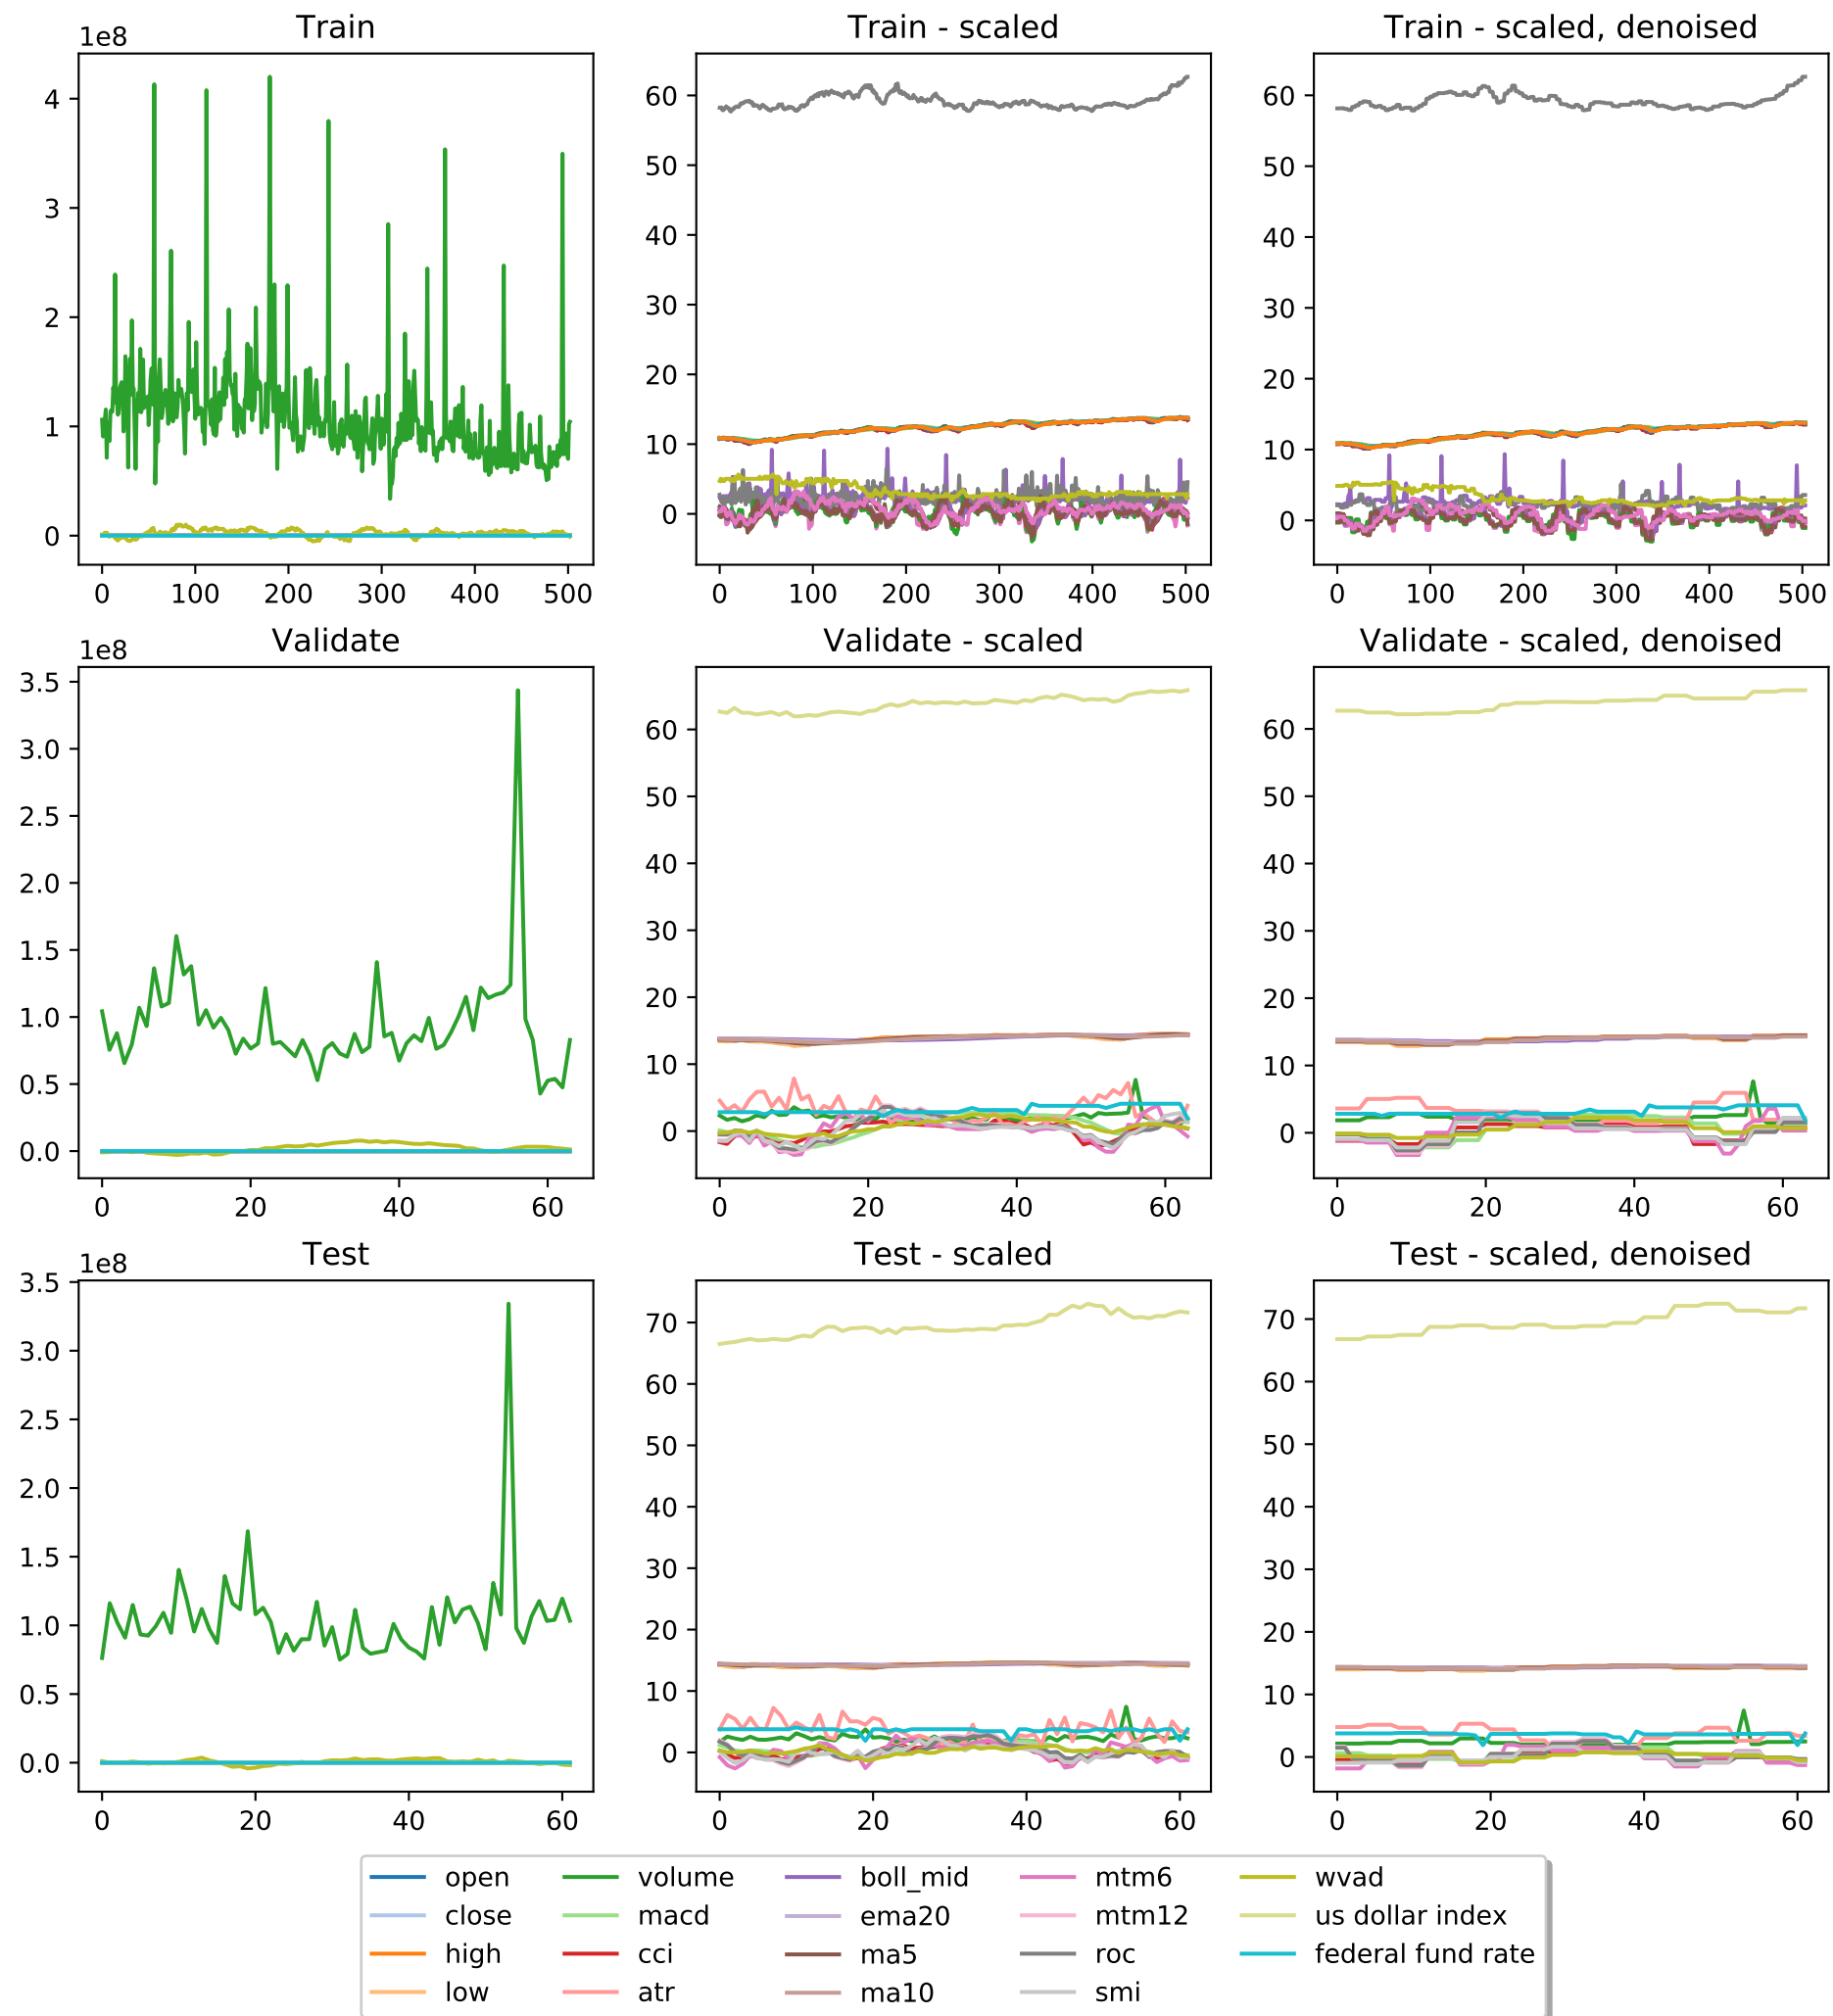 Train
Train - scaled
Train - scaled, denoised
1e8
4
3
2
1
0
0 100 200 300 400 500
60
50
40
30
20
10
0
0 100 200 300 400 500
60
50
40
30
20
10
0
0 100 200 300 400 500
Validate
Validate - scaled
Validate - scaled, denoised
1e8
3.5
3.0
2.5
2.0
1.5
1.0
0.5
0.0
0 20 40 60
60
50
40
30
20
10
0
0 20 40 60
60
50
40
30
20
10
0
0 20 40 60
Test
Test - scaled
Test - scaled, denoised
1e8
3.5
3.0
2.5
2.0
1.5
1.0
0.5
0.0
0 20 40 60
70
60
50
40
30
20
10
0
0 20 40 60
70
60
50
40
30
20
10
0
0 20 40 60
open
close
high
low
volume
macd
cci
atr
boll_mid
ema20
ma5
ma10
mtm6
mtm12
roc
smi
wvad
us dollar index
federal fund rate